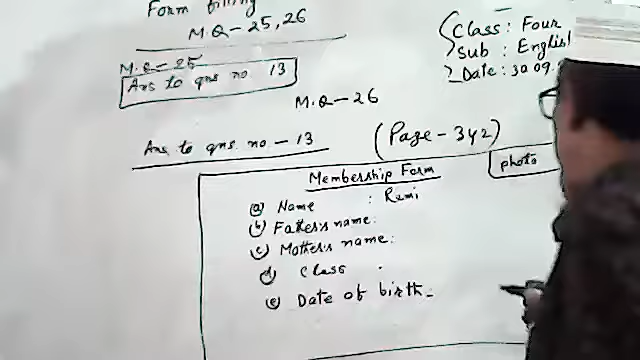 Form filling
M.Q-25,26
Class: Four
Sub: English
Date: 30.09.
M.Q-25
Ans to qns no. 13
M.Q-26
Ans to qns. no-13
(Page-342)
Photo
Membership Form
(a) Name : Remi
(b) Father's name:
(c) Mother's name:
(d) Class :
(e) Date of birth-